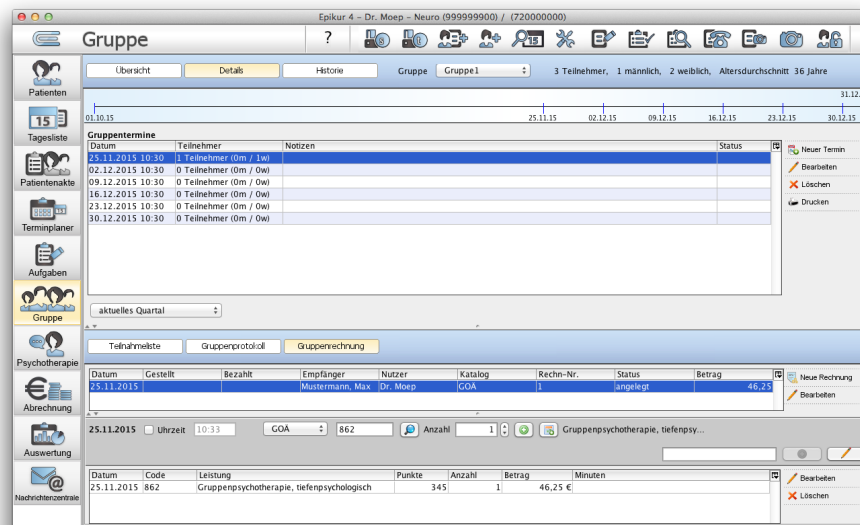 Epikur 4 - Dr. Moep - Neuro (999999900) / (720000000)
Gruppe ?
Patienten
Übersicht Details Historie Gruppe Gruppe1 3 Teilnehmer, 1 männlich, 2 weiblich, Altersdurchschnitt 36 Jahre
31.12.
01.10.15 25.11.15 02.12.15 09.12.15 16.12.15 23.12.15 30.12.15
15
Tagesliste
Gruppentermine
Datum Teilnehmer Notizen Status
25.11.2015 10:30 1 Teilnehmer (0m / 1w)
02.12.2015 10:30 0 Teilnehmer (0m / 0w)
09.12.2015 10:30 0 Teilnehmer (0m / 0w)
16.12.2015 10:30 0 Teilnehmer (0m / 0w)
23.12.2015 10:30 0 Teilnehmer (0m / 0w)
30.12.2015 10:30 0 Teilnehmer (0m / 0w)
Neuer Termin
Bearbeiten
Löschen
Drucken
Patientenakte
Terminplaner
Aufgaben
Gruppe
aktuelles Quartal
Teilnahmeliste Gruppenprotokoll Gruppenrechnung
Psychotherapie
Datum Gestellt Bezahlt Empfänger Nutzer Katalog Rechn-Nr. Status Betrag
25.11.2015 Mustermann, Max Dr. Moep GOÄ 1 angelegt 46,25
Neue Rechnung
Bearbeiten
Abrechnung
25.11.2015 Uhrzeit 10:33 GOÄ 862 Anzahl 1 Gruppenpsychotherapie, tiefenpsy...
Auswertung
Datum Code Leistung Punkte Anzahl Betrag Minuten
25.11.2015 862 Gruppenpsychotherapie, tiefenpsychologisch 345 1 46,25 €
Bearbeiten
Löschen
Nachrichtenzentrale